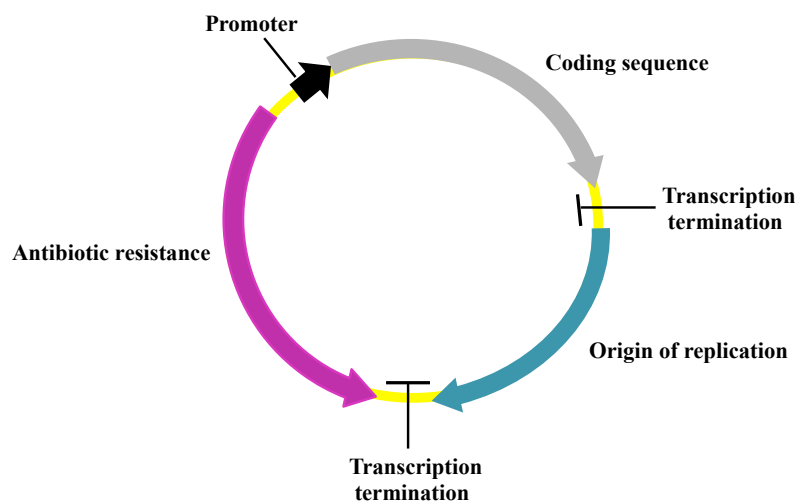 Promoter
Coding sequence
Transcription
termination
Antibiotic resistance
Origin of replication
Transcription
termination